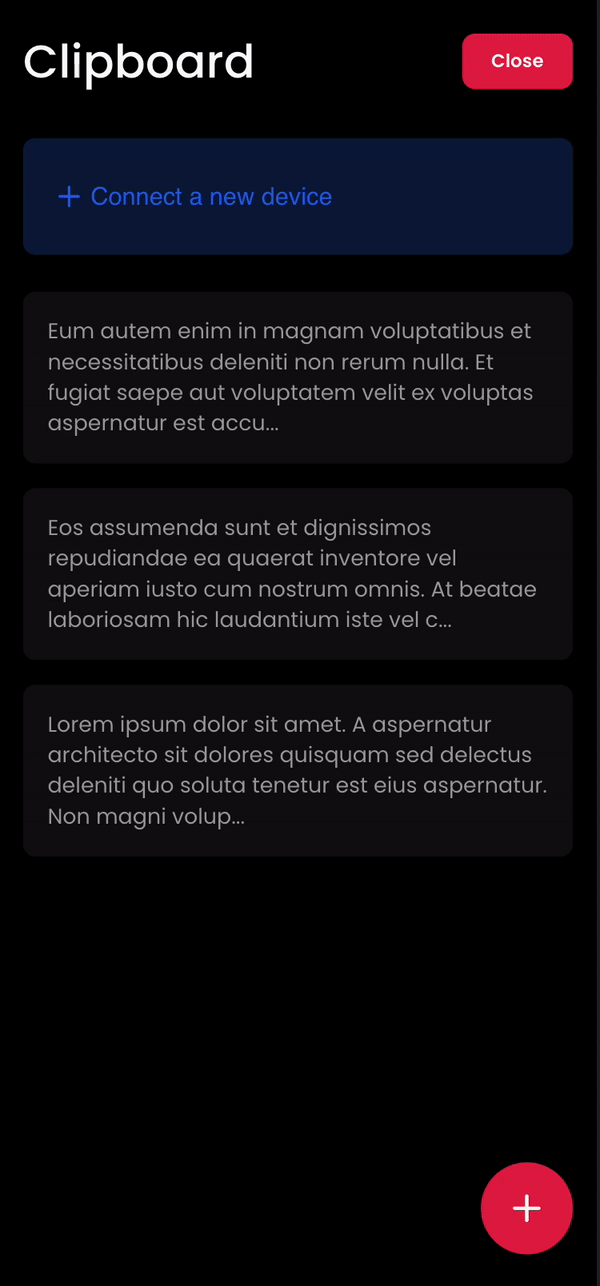 Clipboard
Close
+ Connect a new device
Eum autem enim in magnam voluptatibus et
necessitatibus deleniti non rerum nulla. Et
fugiat saepe aut voluptatem velit ex voluptas
aspernatur est accu...
Eos assumenda sunt et dignissimos
repudiandae ea quaerat inventore vel
aperiam iusto cum nostrum omnis. At beatae
laboriosam hic laudantium iste vel c...
Lorem ipsum dolor sit amet. A aspernatur
architecto sit dolores quisquam sed delectus
deleniti quo soluta tenetur est eius aspernatur.
Non magni volup...
+